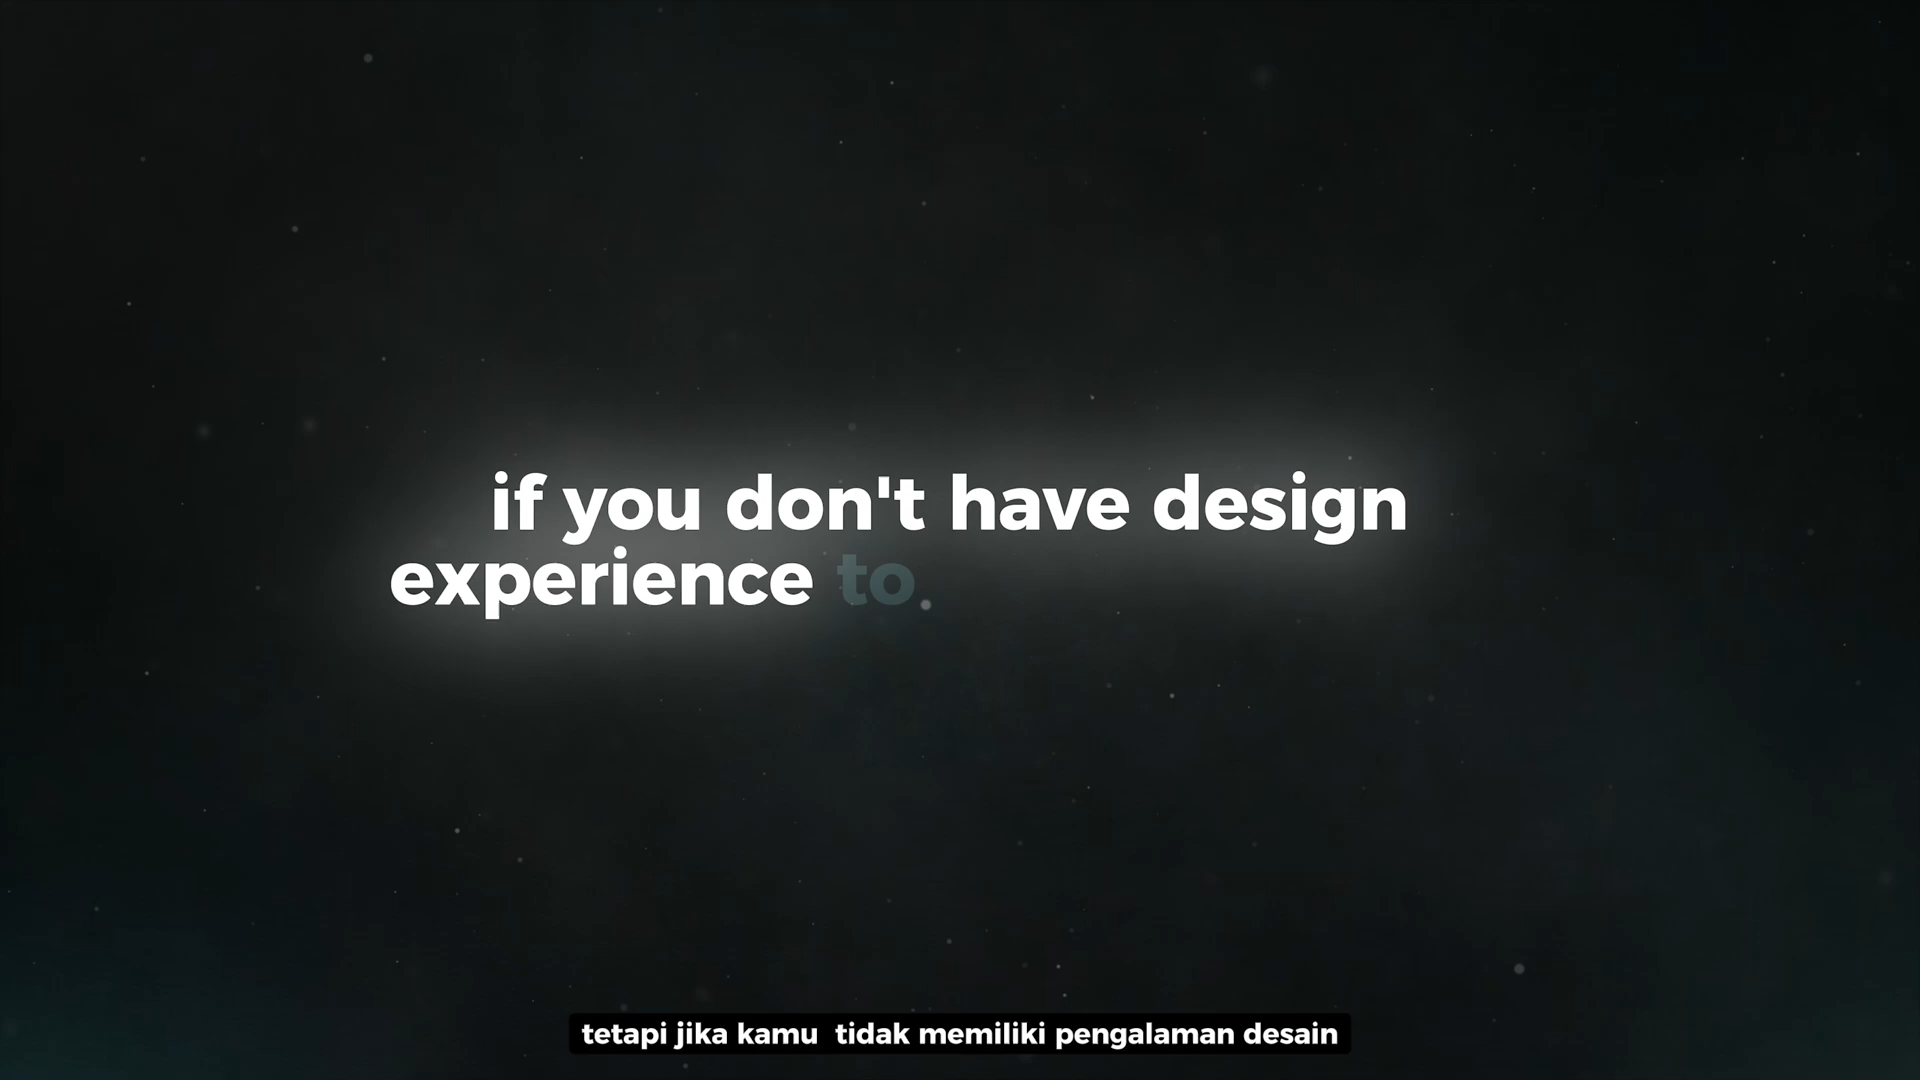 if you don't have design
experience to
tetapi jika kamu  tidak memiliki pengalaman desain